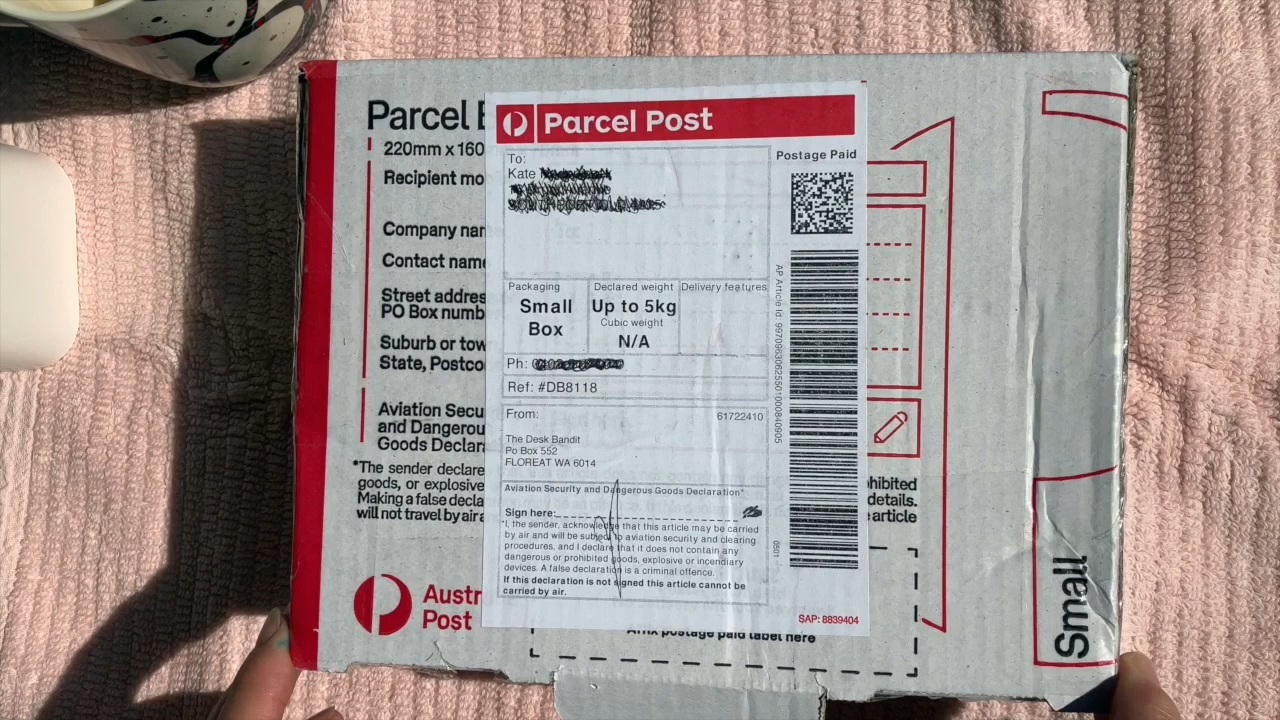 Parcel
220mm x 160
Recipient mo
Company nar
Contact name
Street addres
PO Box numb
Suburb or tow
State, Postco
Aviation Secu
and Dangerou
Goods Declara
*The sender declare
goods, or explosive
Making a false decla
will not travel by air a
Austr
Post
Parcel Post
To:
Kate
Postage Paid
Packaging
Small
Box
Declared weight
Up to 5kg
Cubic weight
N/A
Delivery features
Ph:
Ref: #DB8118
From:
61722410
The Desk Bandit
Po Box 552
FLOREAT WA 6014
Aviation Security and Dangerous Goods Declaration*
Sign here:
*I, the sender, acknowledge that this article may be carried
by air and will be subject to aviation security and clearing
procedures, and I declare that it does not contain any
dangerous or prohibited goods, explosive or incendiary
devices. A false declaration is a criminal offence.
If this declaration is not signed this article cannot be
carried by air.
AP Article Id:
0501
SAP: 8839404
hibited
details.
article
Affix postage paid label here
Small